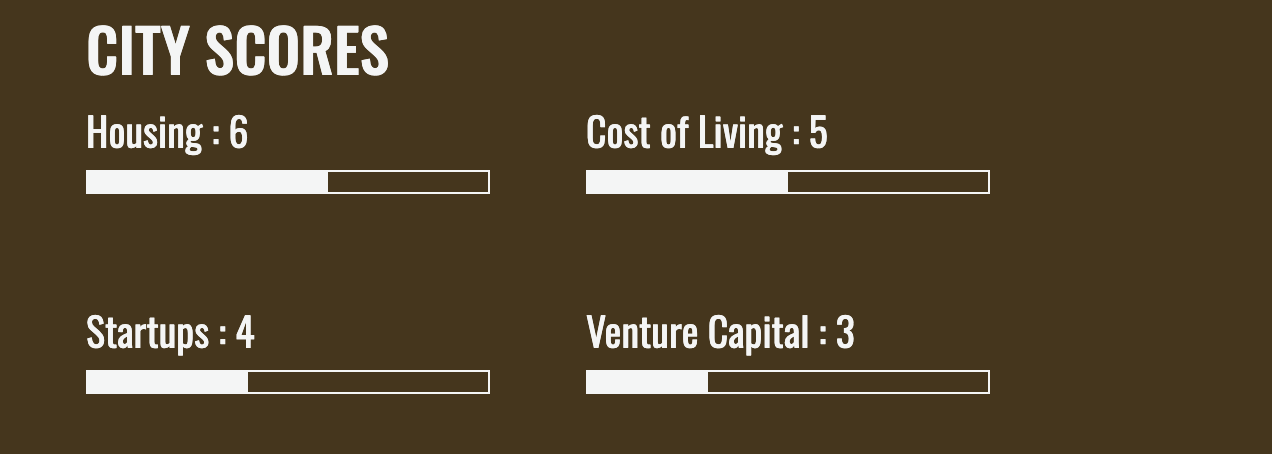 CITY SCORES
Housing : 6
Cost of Living : 5
Startups : 4
Venture Capital : 3